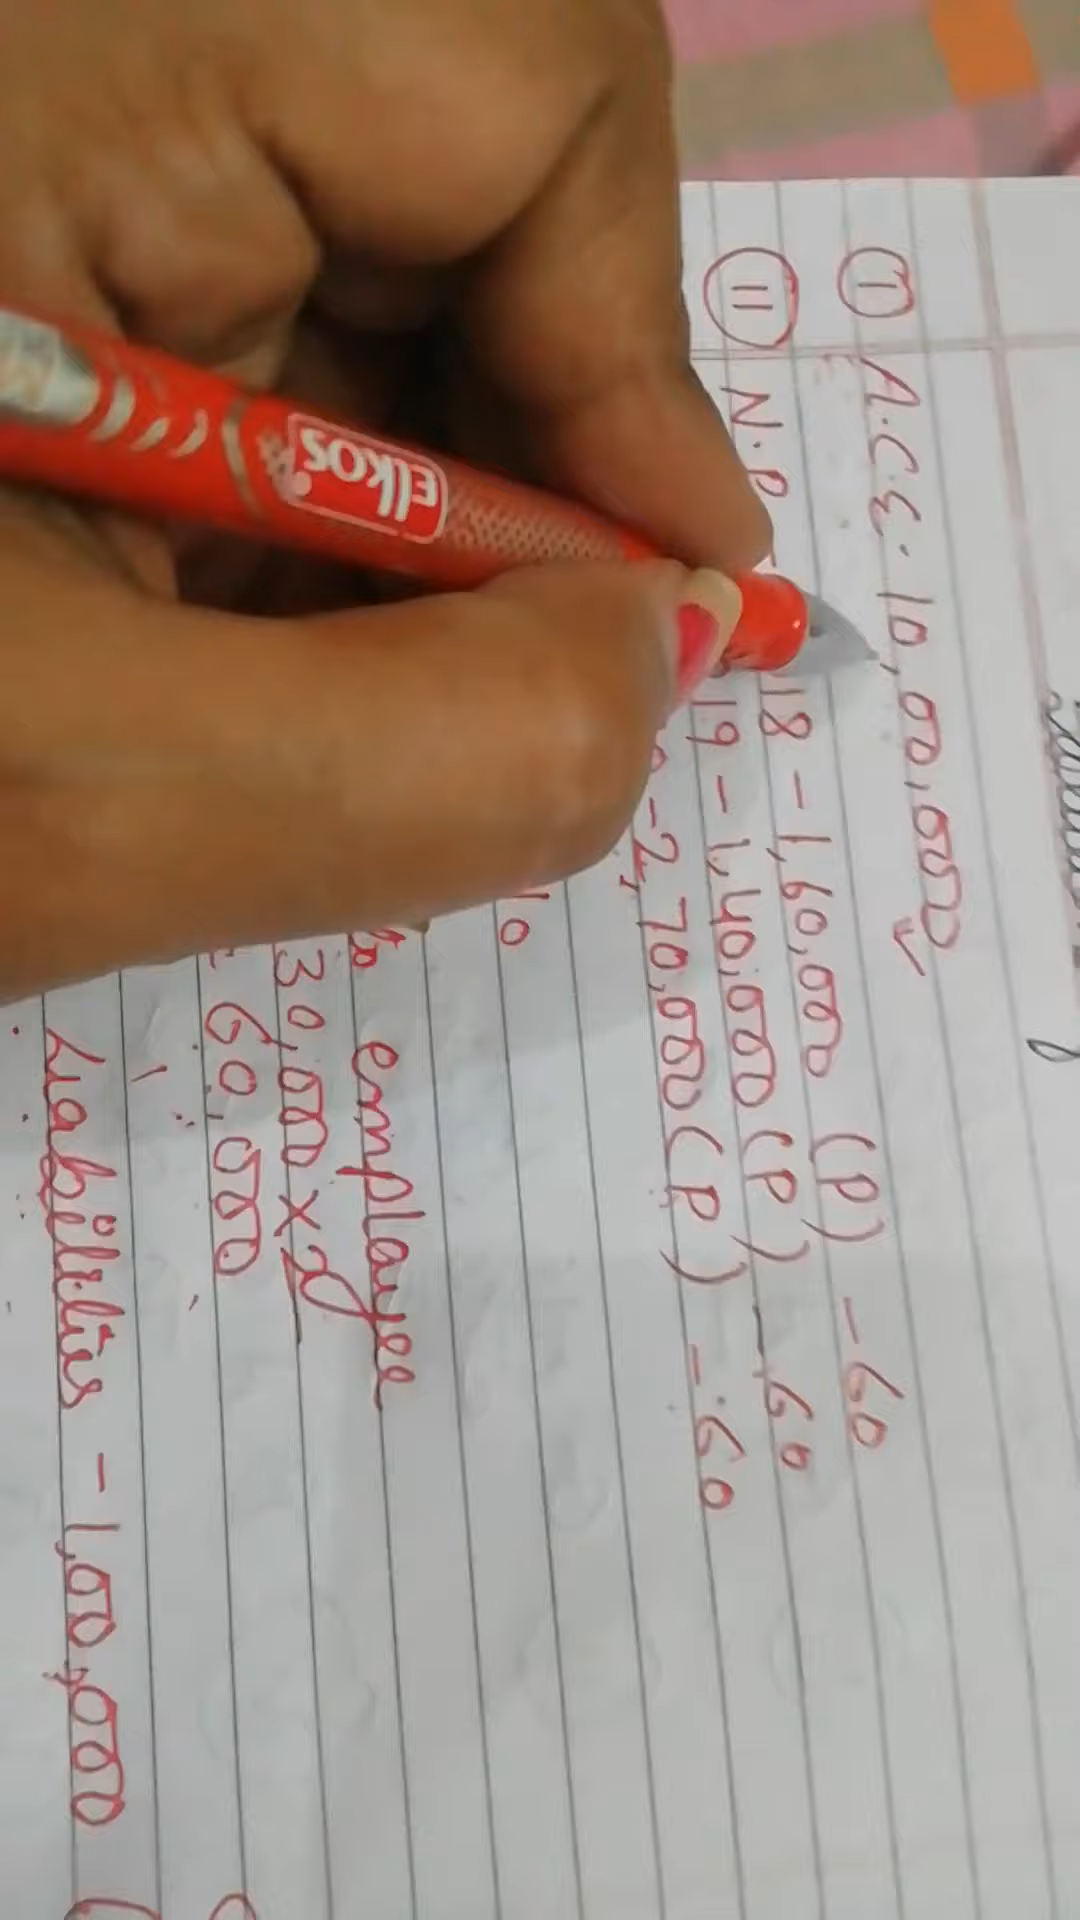 ① A.C.E. 10,00,000 ✓
⑪ N.P
18 - 1,60,000 (P) - 60
19 - 1,40,000 (P) - 60
- 2,70,000 (P) - 60
employee
30,000 x 2
60,000
Liabilities - 1,00,000 (
Elkos